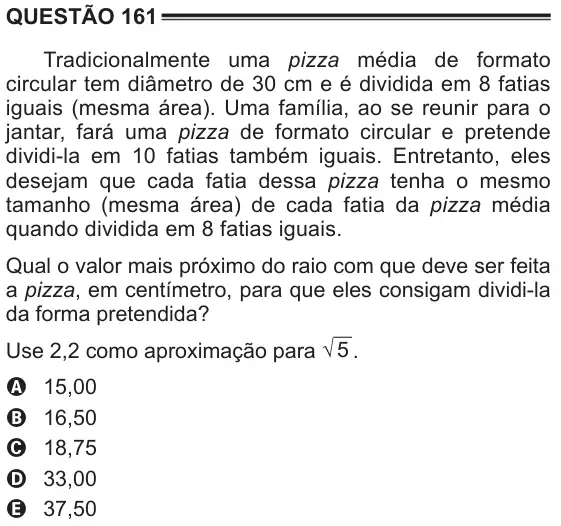 QUESTÃO 161
Tradicionalmente uma pizza média de formato
circular tem diâmetro de 30 cm e é dividida em 8 fatias
iguais (mesma área). Uma família, ao se reunir para o
jantar, fará uma pizza de formato circular e pretende
dividi-la em 10 fatias também iguais. Entretanto, eles
desejam que cada fatia dessa pizza tenha o mesmo
tamanho (mesma área) de cada fatia da pizza média
quando dividida em 8 fatias iguais.
Qual o valor mais próximo do raio com que deve ser feita
a pizza, em centímetro, para que eles consigam dividi-la
da forma pretendida?
Use 2,2 como aproximação para √5.
A 15,00
B 16,50
C 18,75
D 33,00
E 37,50